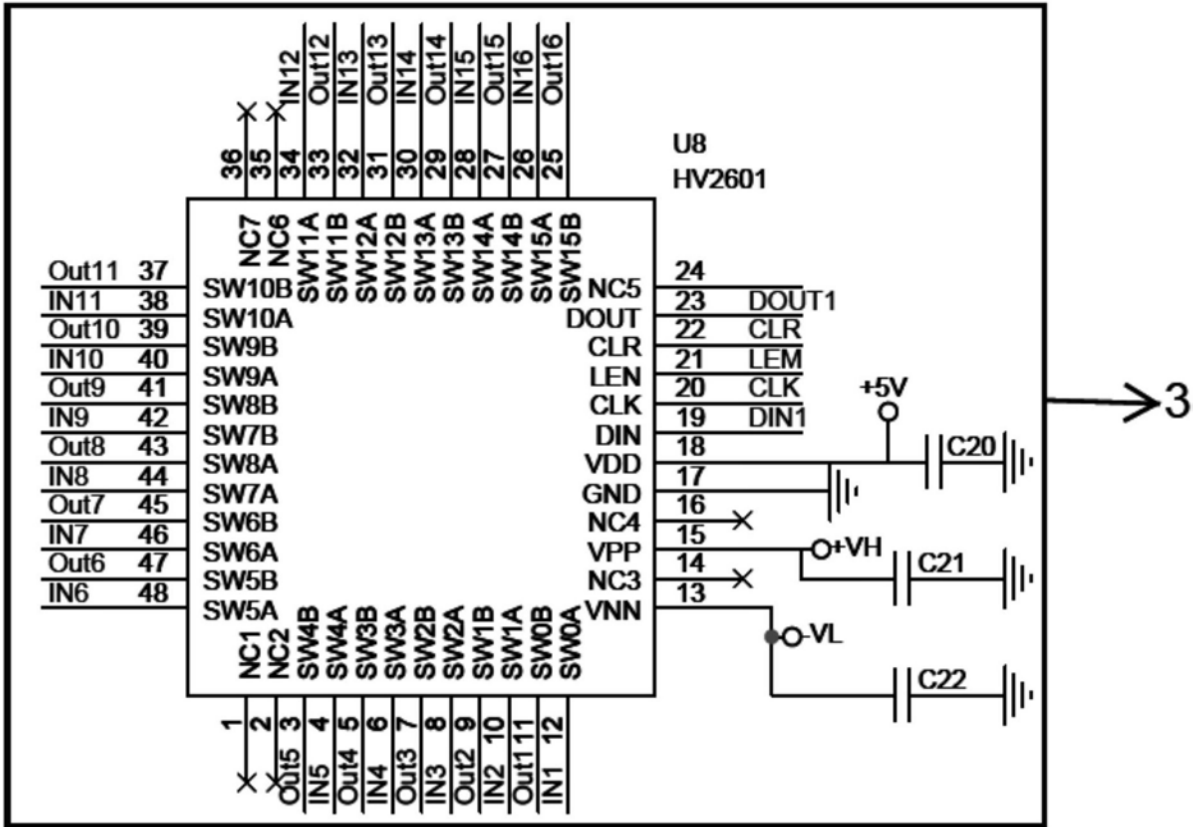 IN12 Out12 IN13 Out13 IN14 Out14 IN15 Out15 IN16 Out16
36 35 34 33 32 31 30 29 28 27 26 25
U8
HV2601
NC7 NC6 SW11A SW11B SW12A SW12B SW13A SW13B SW14A SW14B SW15A SW15B
Out11 37 SW10B
IN11 38 SW10A
Out10 39 SW9B
IN10 40 SW9A
Out9 41 SW8B
IN9 42 SW7B
Out8 43 SW8A
IN8 44 SW7A
Out7 45 SW6B
IN7 46 SW6A
Out6 47 SW5B
IN6 48 SW5A
NC5 24
DOUT 23 DOUT1
CLR 22 CLR
LEN 21 LEM
CLK 20 CLK
DIN 19 DIN1
VDD 18
GND 17
NC4 16
VPP 15
NC3 14
VNN 13
+5V
C20
+VH
C21
-VL
C22
3
NC1 NC2 SW4B SW4A SW3B SW3A SW2B SW2A SW1B SW1A SW0B SW0A
1 2 3 4 5 6 7 8 9 10 11 12
Out5 IN5 Out4 IN4 Out3 IN3 Out2 IN2 Out1 IN1